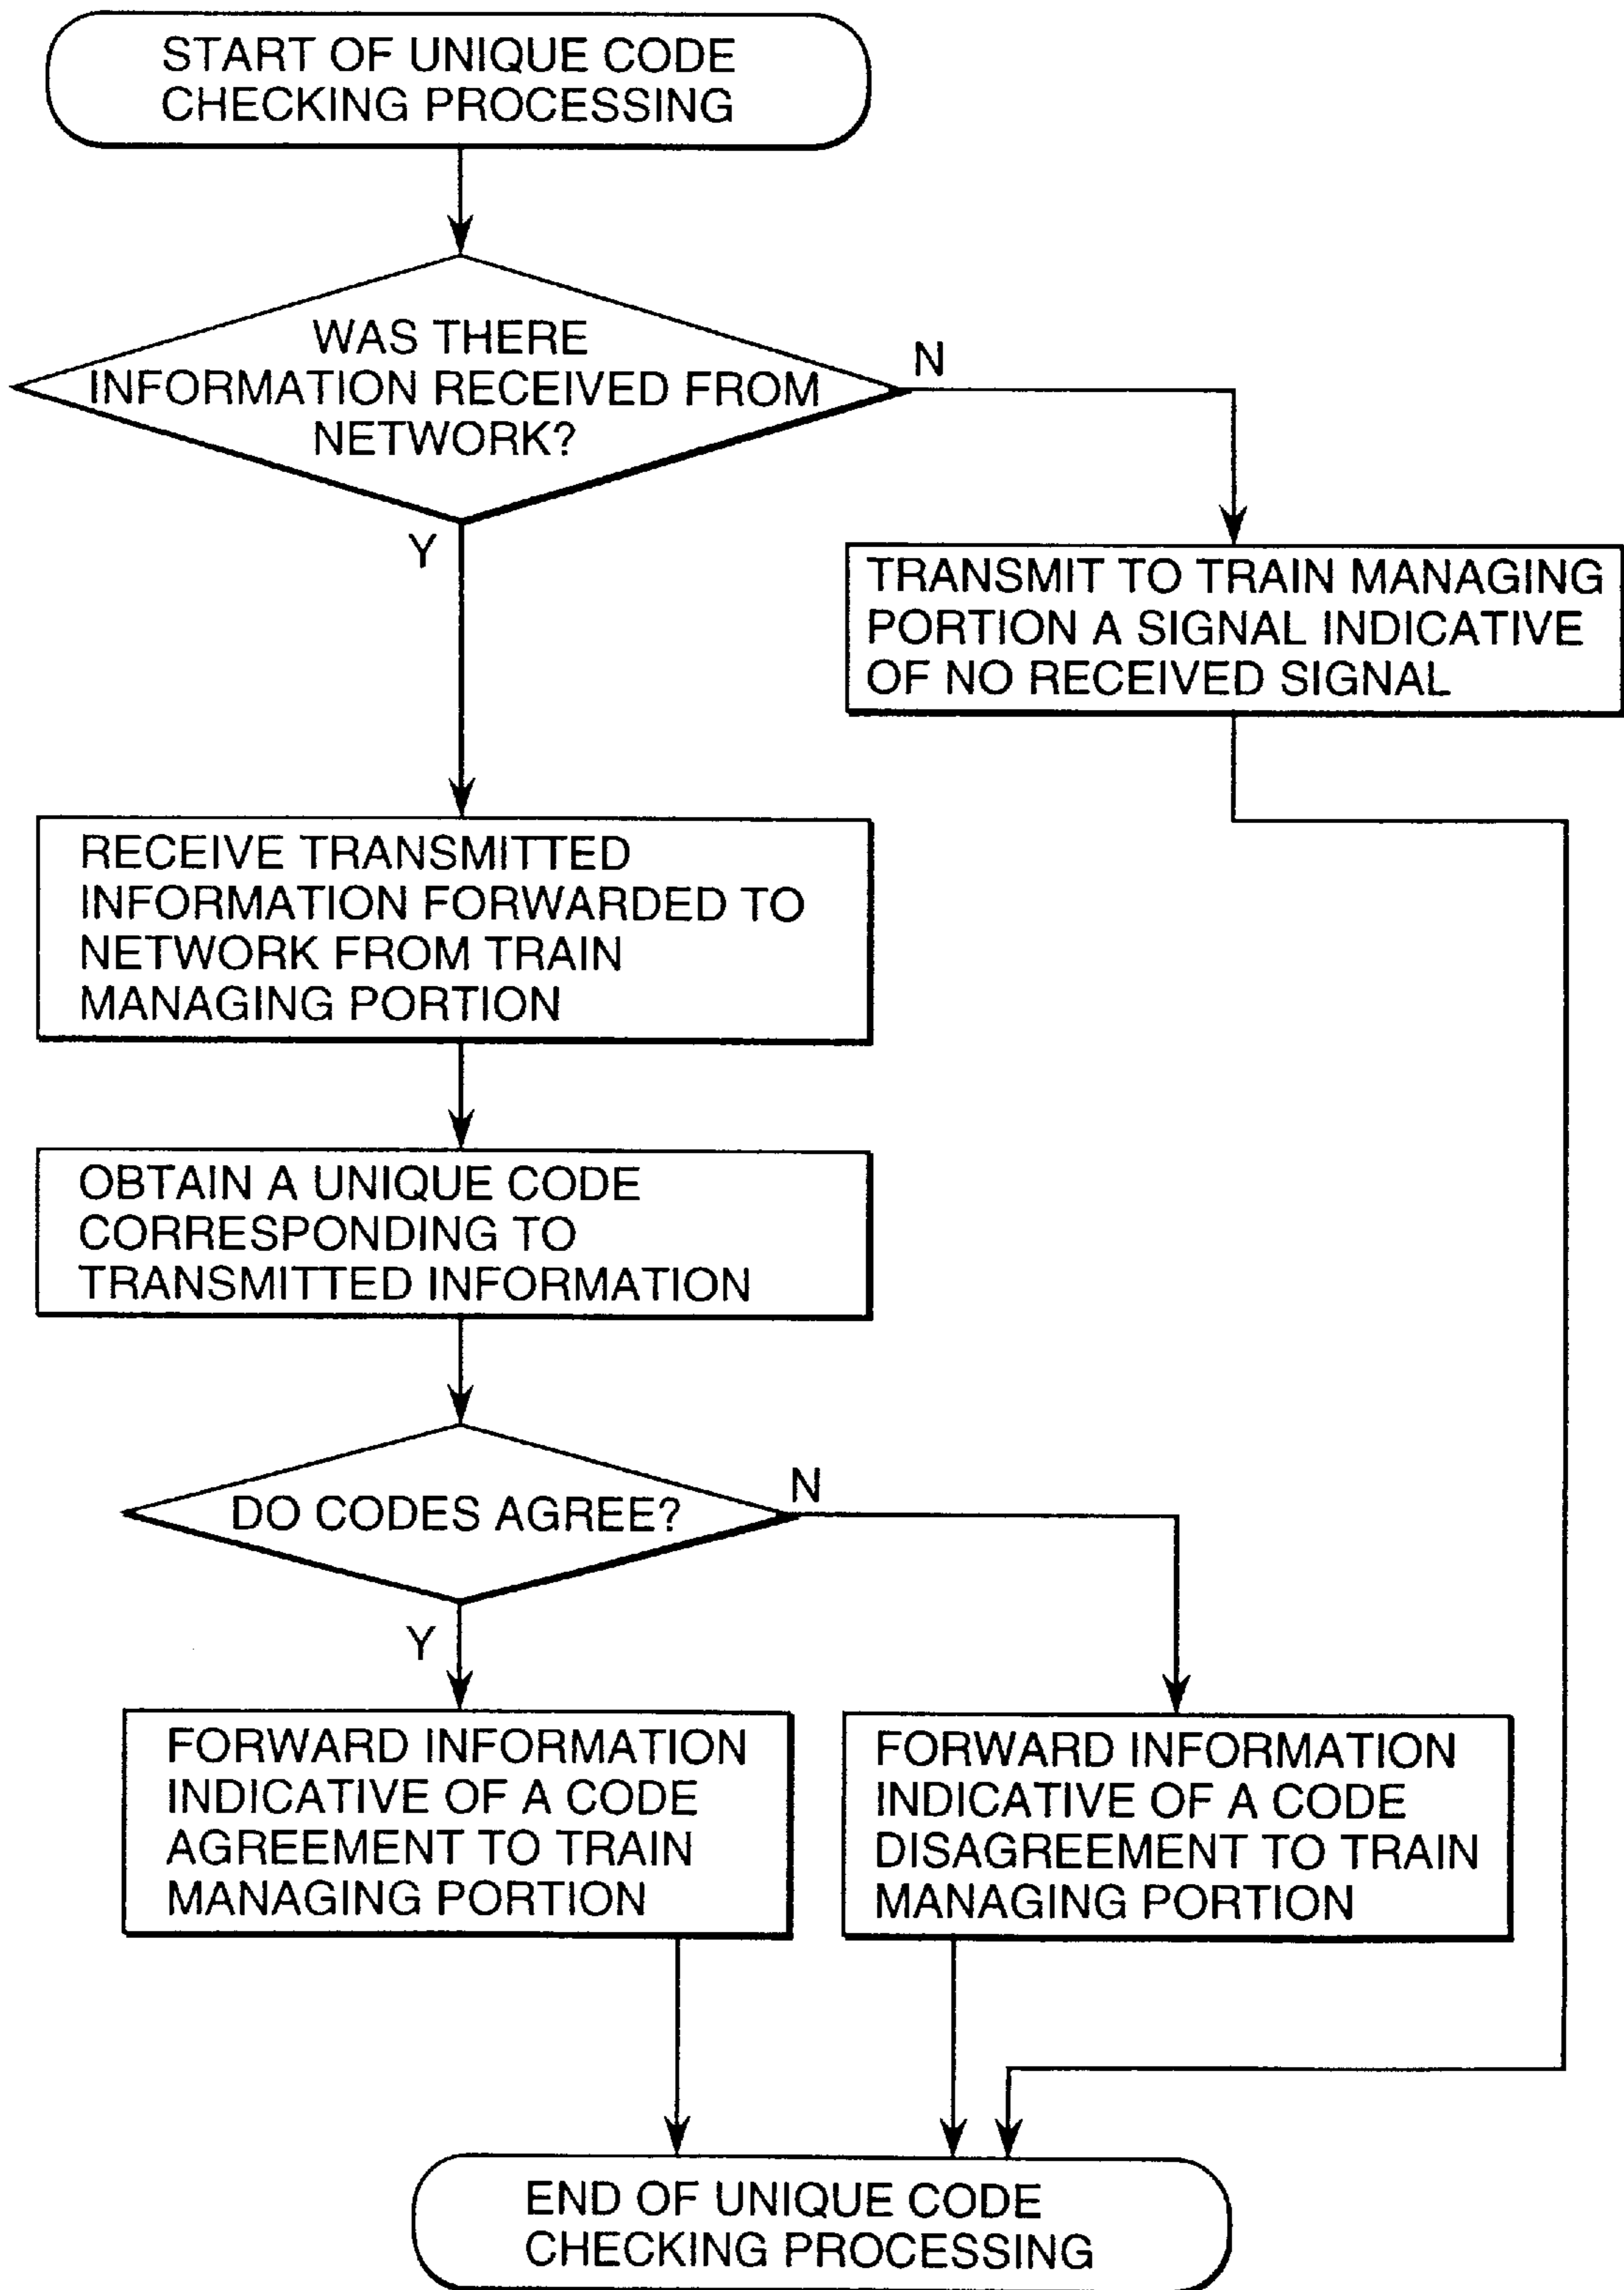 START OF UNIQUE CODE
CHECKING PROCESSING
WAS THERE
INFORMATION RECEIVED FROM
NETWORK?
N
Y
TRANSMIT TO TRAIN MANAGING
PORTION A SIGNAL INDICATIVE
OF NO RECEIVED SIGNAL
RECEIVE TRANSMITTED
INFORMATION FORWARDED TO
NETWORK FROM TRAIN
MANAGING PORTION
OBTAIN A UNIQUE CODE
CORRESPONDING TO
TRANSMITTED INFORMATION
DO CODES AGREE?
N
Y
FORWARD INFORMATION
INDICATIVE OF A CODE
AGREEMENT TO TRAIN
MANAGING PORTION
FORWARD INFORMATION
INDICATIVE OF A CODE
DISAGREEMENT TO TRAIN
MANAGING PORTION
END OF UNIQUE CODE
CHECKING PROCESSING